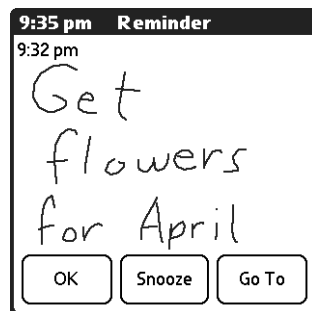 9:35 pm Reminder
9:32 pm
Get
flowers
for April
OK Snooze Go To